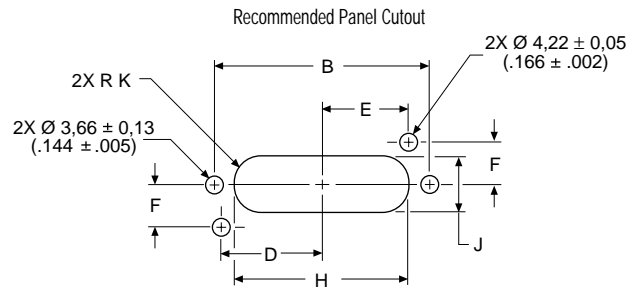 Recommended Panel Cutout
2X Ø 4,22 ± 0,05
(.166 ± .002)
B
2X R K
E
2X Ø 3,66 ± 0,13
(.144 ± .005)
F
F
J
D
H